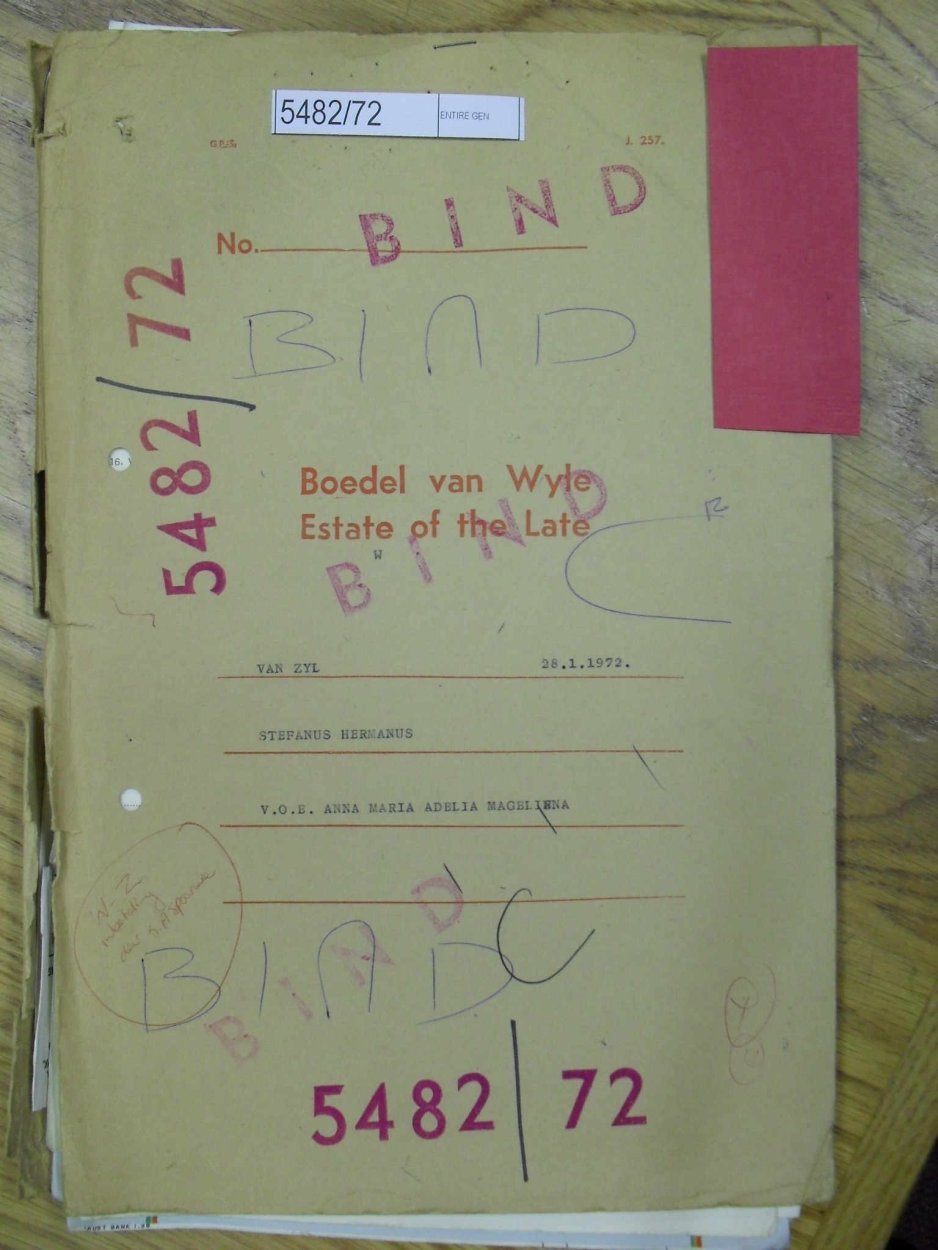 5482/72 ENTIRE GEN
G.P.-S. J. 257.
No. BIND
BIND
5482/72
16.
Boedel van Wyle
Estate of the Late
W
BIND
VAN ZYL 28.1.1972.
STEFANUS HERMANUS
V.O.E. ANNA MARIA ADELIA MAGELIENA
BIND
BIND
5482/72